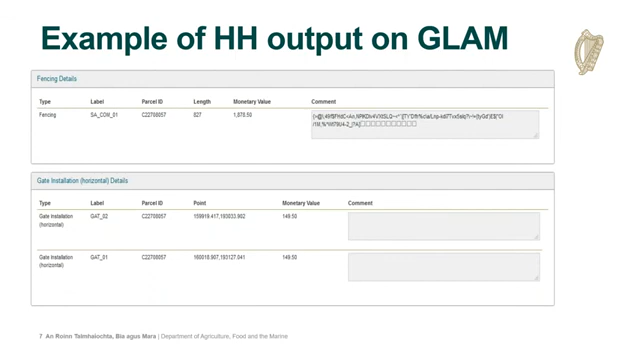 Example of HH output on GLAM
Fencing Details
Type Label Parcel ID Length Monetary Value Comment
Fencing SA_COM_01 C22708057 827 1,878.50
Gate Installation (horizontal) Details
Type Label Parcel ID Point Monetary Value Comment
Gate Installation GAT_02 C22708057 159919.417,193033.902 149.50
(horizontal)
Gate Installation GAT_01 C22708057 160018.907,193127.041 149.50
(horizontal)
7 An Roinn Talmhaíochta, Bia agus Mara | Department of Agriculture, Food and the Marine